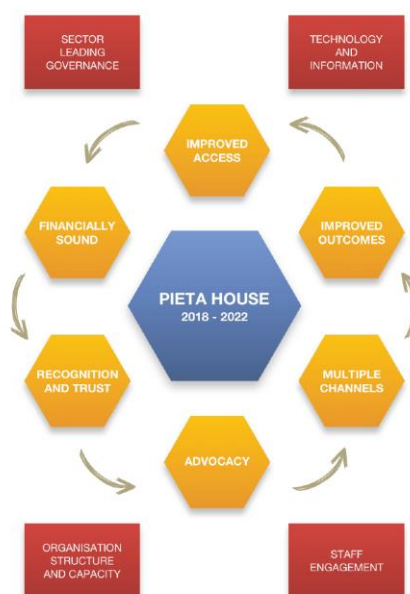 SECTOR
LEADING
GOVERNANCE
TECHNOLOGY
AND
INFORMATION
IMPROVED
ACCESS
FINANCIALLY
SOUND
IMPROVED
OUTCOMES
PIETA HOUSE
2018 - 2022
RECOGNITION
AND TRUST
MULTIPLE
CHANNELS
ADVOCACY
ORGANISATION
STRUCTURE
AND CAPACITY
STAFF
ENGAGEMENT